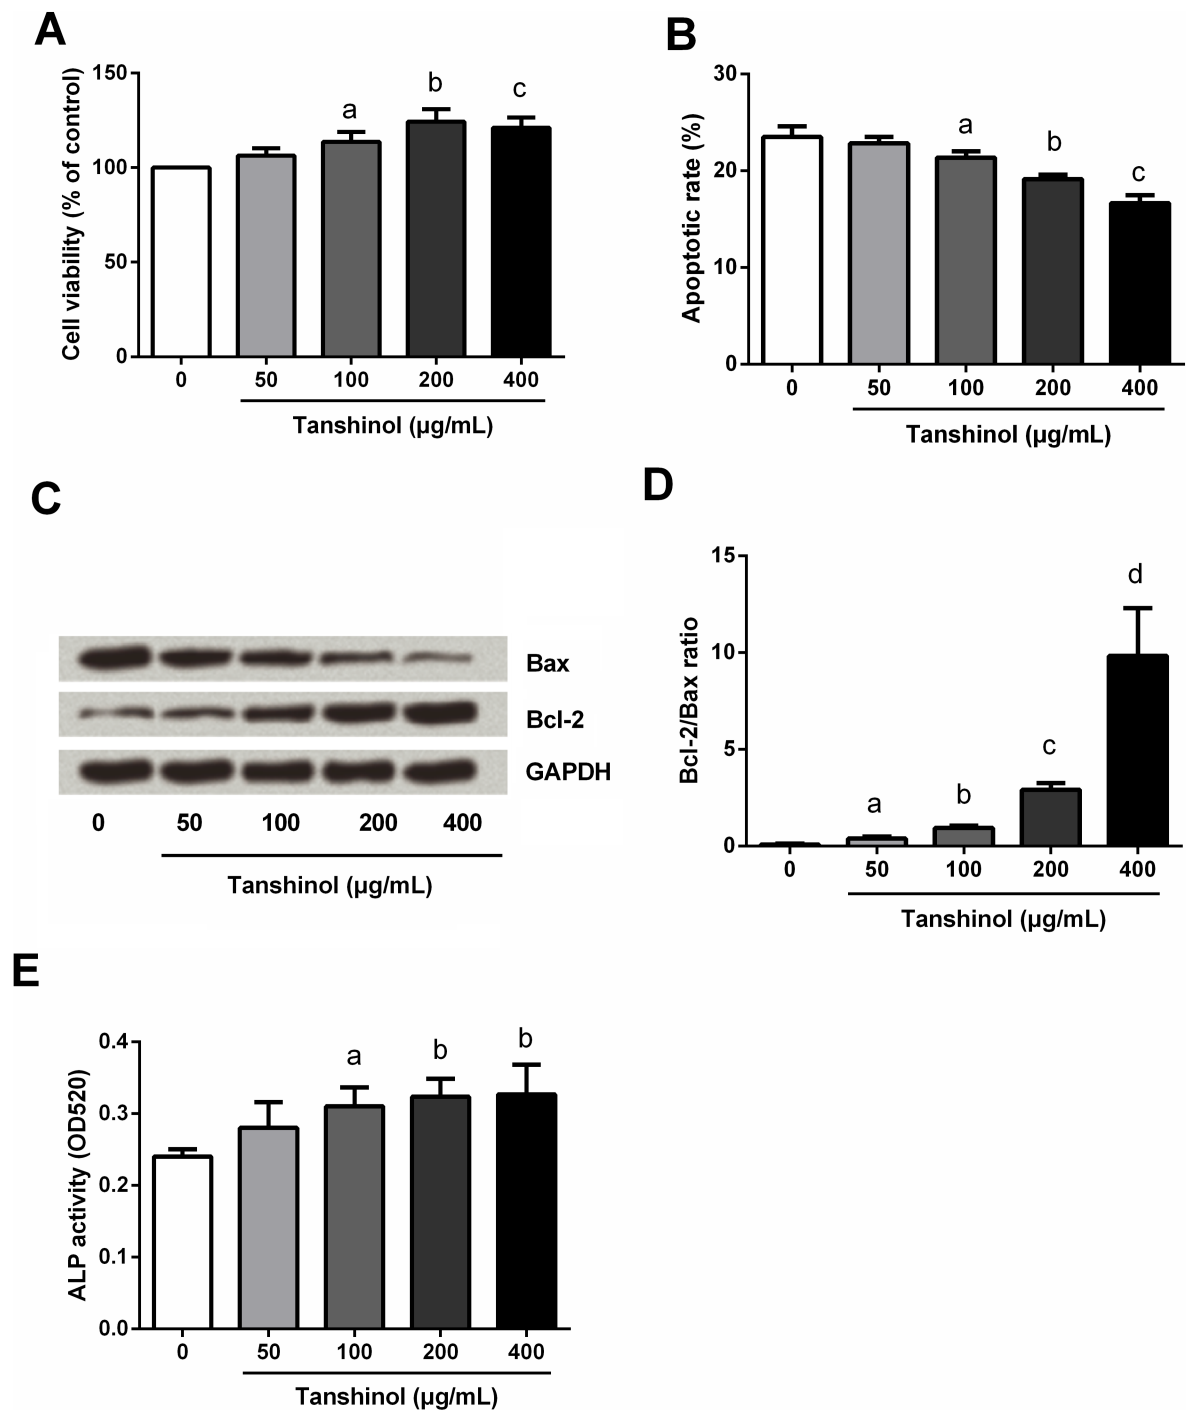 A
Cell viability (% of control)
150
100
50
0
a
b
c
0 50 100 200 400
Tanshinol (µg/mL)
B
Apoptotic rate (%)
30
20
10
0
a
b
c
0 50 100 200 400
Tanshinol (µg/mL)
C
Bax
Bcl-2
GAPDH
0 50 100 200 400
Tanshinol (µg/mL)
D
Bcl-2/Bax ratio
15
10
5
0
a
b
c
d
0 50 100 200 400
Tanshinol (µg/mL)
E
ALP activity (OD520)
0.4
0.3
0.2
0.1
0.0
a
b
b
0 50 100 200 400
Tanshinol (µg/mL)